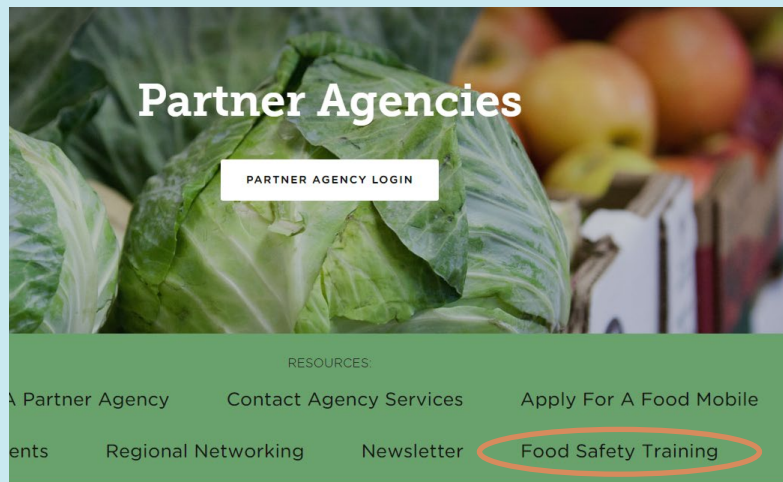 Partner Agencies
PARTNER AGENCY LOGIN
RESOURCES:
A Partner Agency Contact Agency Services Apply For A Food Mobile
ents Regional Networking Newsletter Food Safety Training